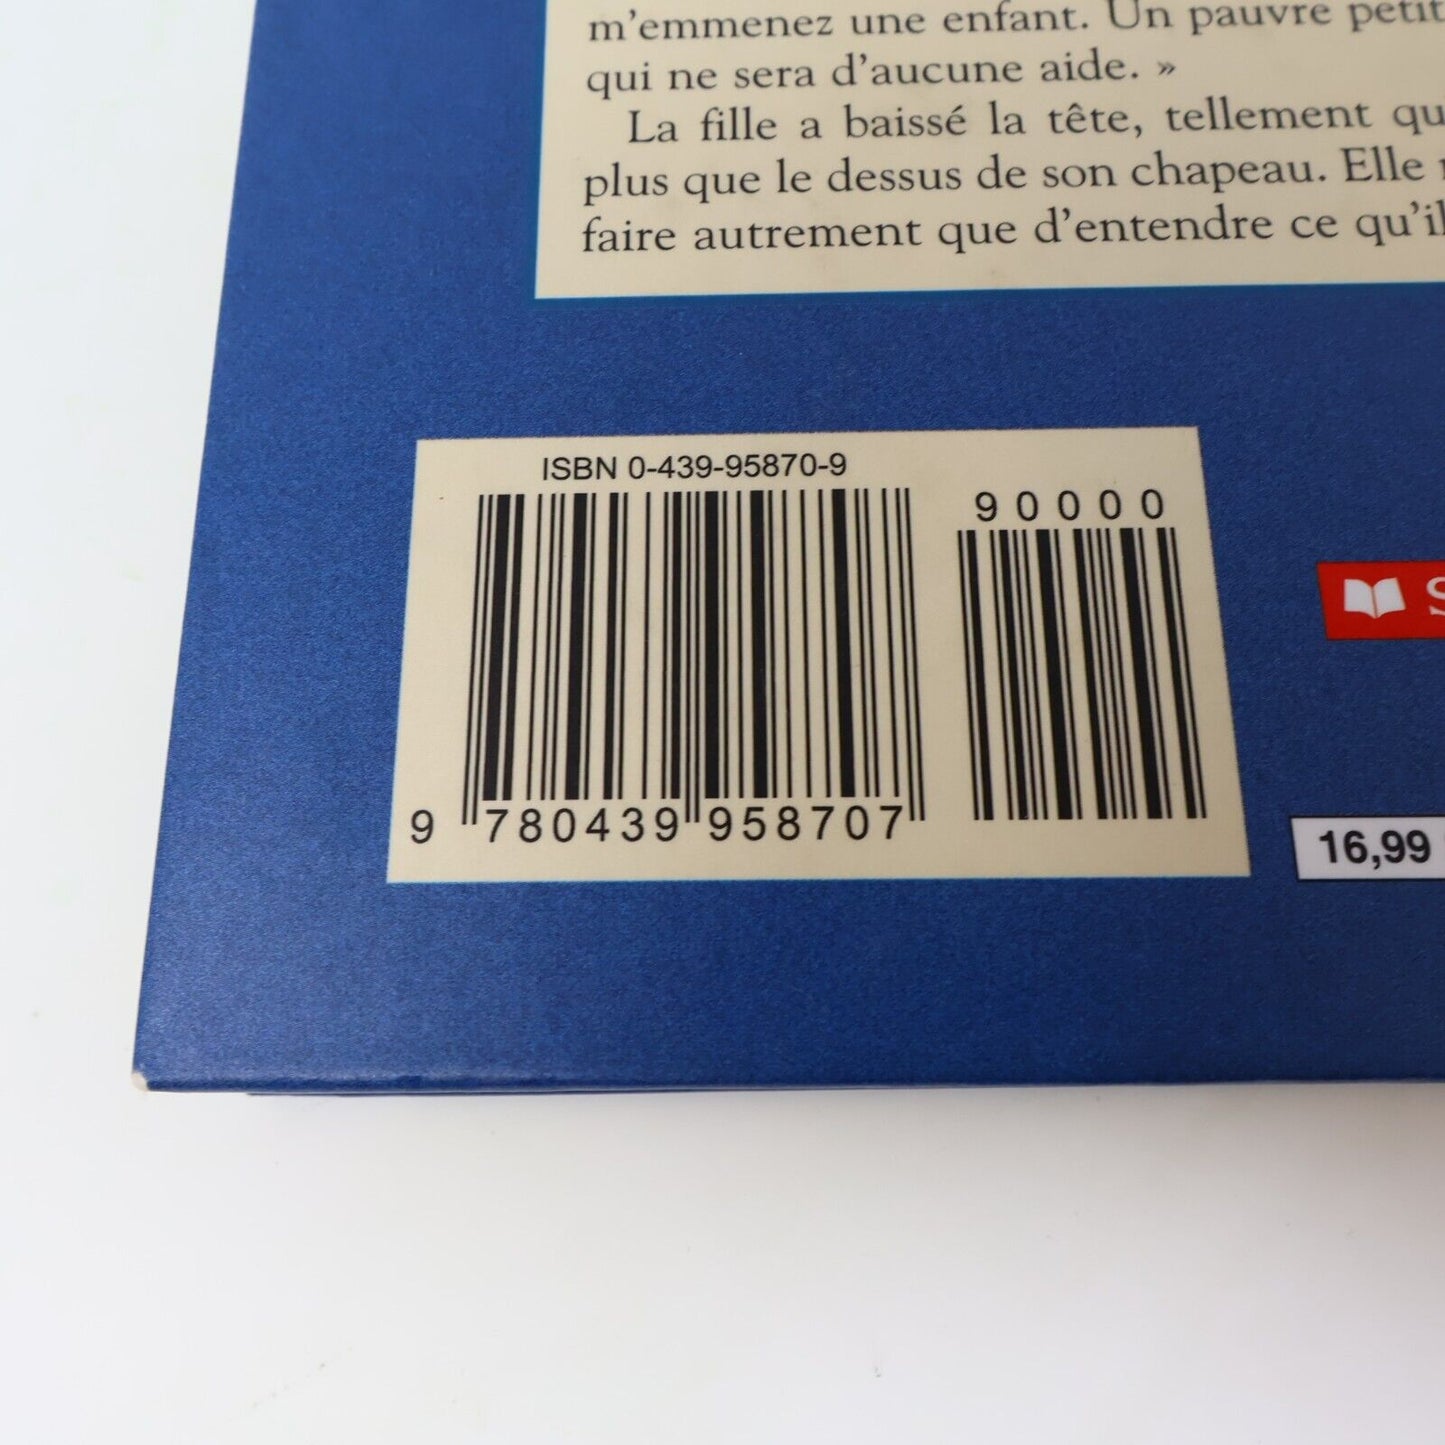 m'emmenez une enfant. Un pauvre petit
qui ne sera d'aucune aide. »
La fille a baissé la tête, tellement
plus que le dessus de son chapeau. Elle
faire autrement que d'entendre ce qu'il
ISBN 0-439-95870-9
90000
9 780439 958707
S
16,99